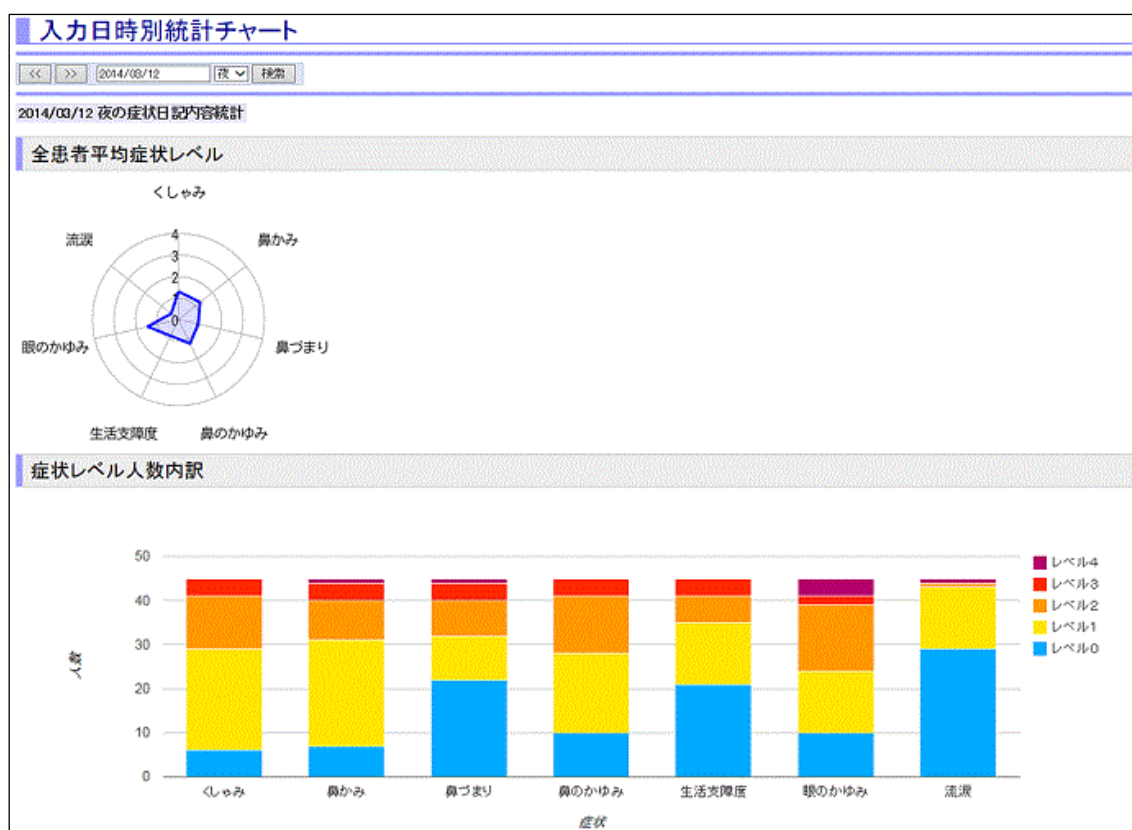 入力日時別統計チャート
<< >> 2014/03/12 夜 検索
2014/03/12 夜の症状日記内容統計
全患者平均症状レベル
くしゃみ
流涙 鼻かみ
4
3
2
1
0
眼のかゆみ 鼻づまり
生活支障度 鼻のかゆみ
症状レベル人数内訳
50
40
30
20
10
0
人数
レベル4
レベル3
レベル2
レベル1
レベル0
くしゃみ 鼻かみ 鼻づまり 鼻のかゆみ 生活支障度 眼のかゆみ 流涙
症状